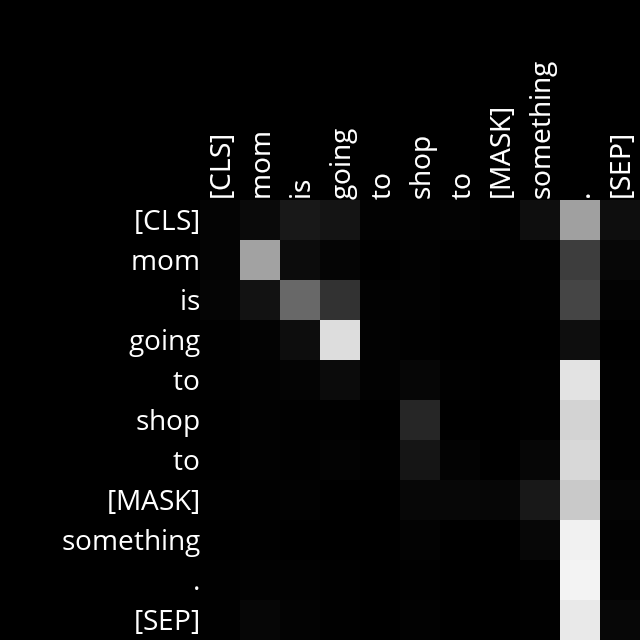 [CLS] mom is going to shop to [MASK] something . [SEP]
[CLS]
mom
is
going
to
shop
to
[MASK]
something
.
[SEP]